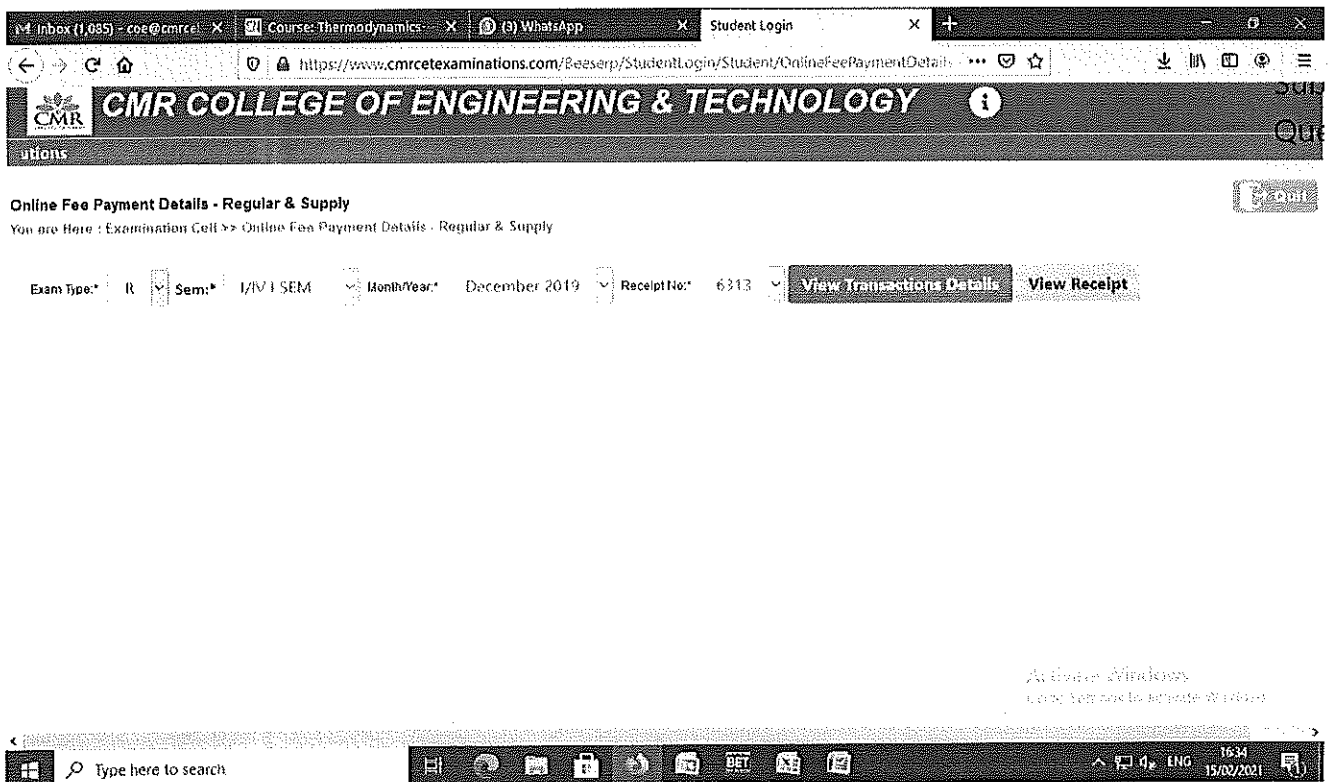 Inbox (1,085) - coe@cmrcet
Course: Thermodynamics-
(3) WhatsApp
Student Login
https://www.cmrcetexaminations.com/Beeserp/StudentLogin/Student/OnlineFeePaymentDetails
CMR
CMR COLLEGE OF ENGINEERING & TECHNOLOGY
utions
Quit
Online Fee Payment Details - Regular & Supply
You are Here : Examination Cell >> Online Fee Payment Details - Regular & Supply
Exam Type:* R Sem:* I/IV I SEM Month/Year:* December 2019 Receipt No:* 6313 View Transactions Details View Receipt
Activate Windows
Type here to search
BET
ENG
16:34
15/02/2021